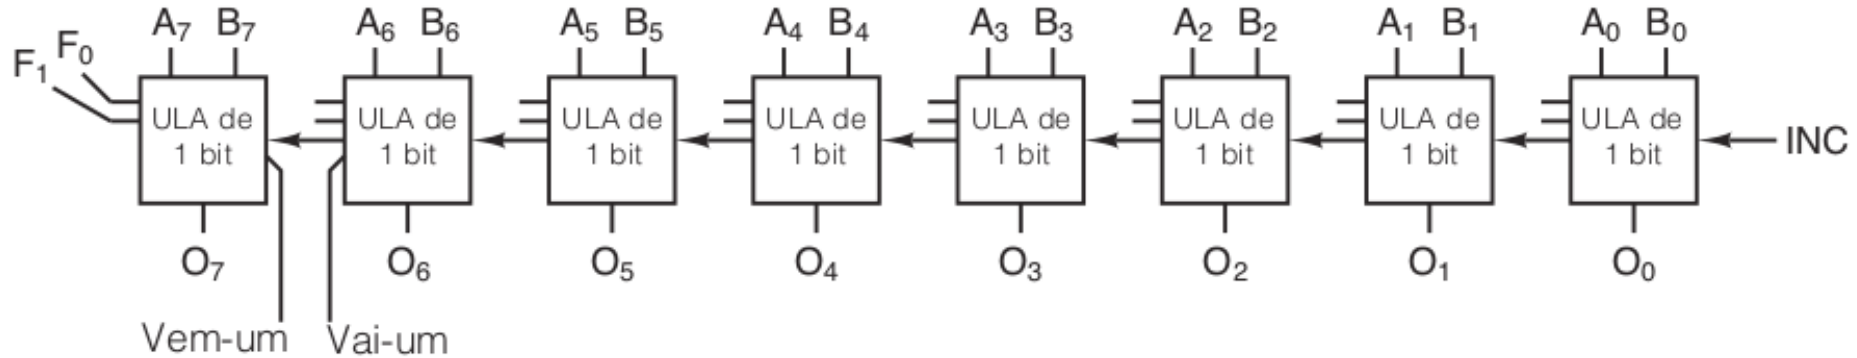 F₁ F₀ A₇ B₇ A₆ B₆ A₅ B₅ A₄ B₄ A₃ B₃ A₂ B₂ A₁ B₁ A₀ B₀
ULA de ULA de ULA de ULA de ULA de ULA de ULA de ULA de
1 bit 1 bit 1 bit 1 bit 1 bit 1 bit 1 bit 1 bit INC
O₇ O₆ O₅ O₄ O₃ O₂ O₁ O₀
Vem-um Vai-um